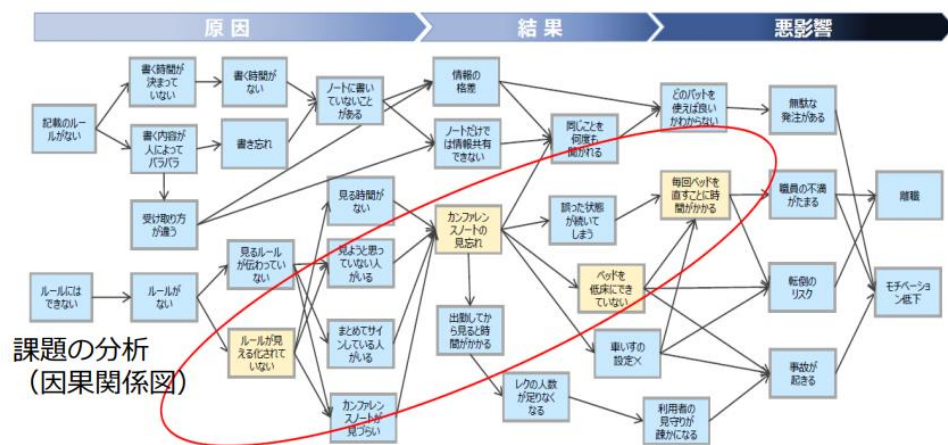 原因
結果
悪影響
記載のルー
ルがない
書く時間が
決まって
いない
書く時間が
ない
書く内容が
人によって
バラバラ
書き忘れ
ノートに書い
ていないこと
がある
受け取り方
が違う
情報の
格差
ノートだけで
は情報共有
できない
同じことを
何度も
聞かれる
どのパットを
使えば良い
かわからない
無駄な
発注がある
ルールには
できない
ルールがない
見るルール
が伝わってい
ない
ルールが見
える化されて
いない
見る時間が
ない
見ようと思っ
ていない人
がいる
まとめてサイ
ンしている人
がいる
カンファレン
スノートが
見づらい
カンファレン
スノートの
見忘れ
出勤してか
ら見ると時
間がかかる
誤った状態
が続いて
しまう
ベッドを
低床にでき
ていない
車いすの
設定×
レクの人数
が足りなく
なる
毎回ベッドを
直すことに時
間がかかる
利用者の
見守りが
疎かになる
職員の不満
がたまる
転倒の
リスク
事故が
起きる
離職
モチベーショ
ン低下
課題の分析
（因果関係図）